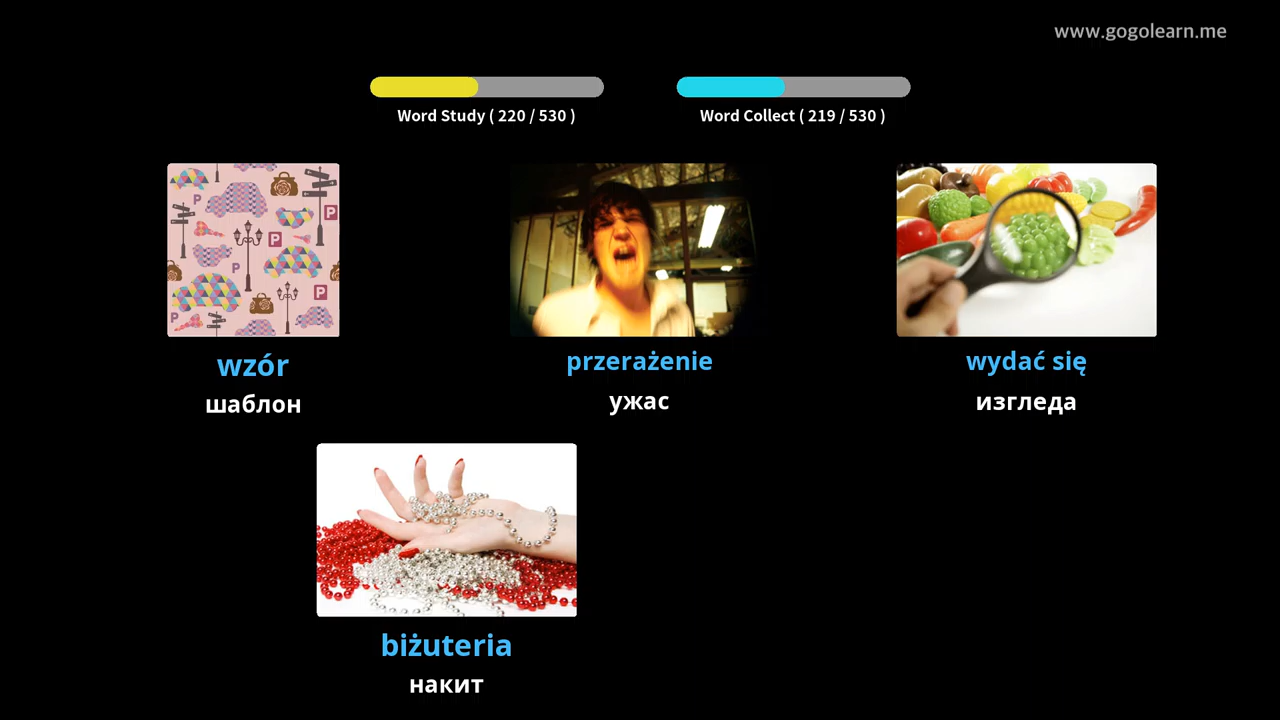 www.gogolearn.me
Word Study ( 220 / 530 )
Word Collect ( 219 / 530 )
P
P
P
P
P
P
wzór
шаблон
przerażenie
ужас
wydać się
изгледа
biżuteria
накит